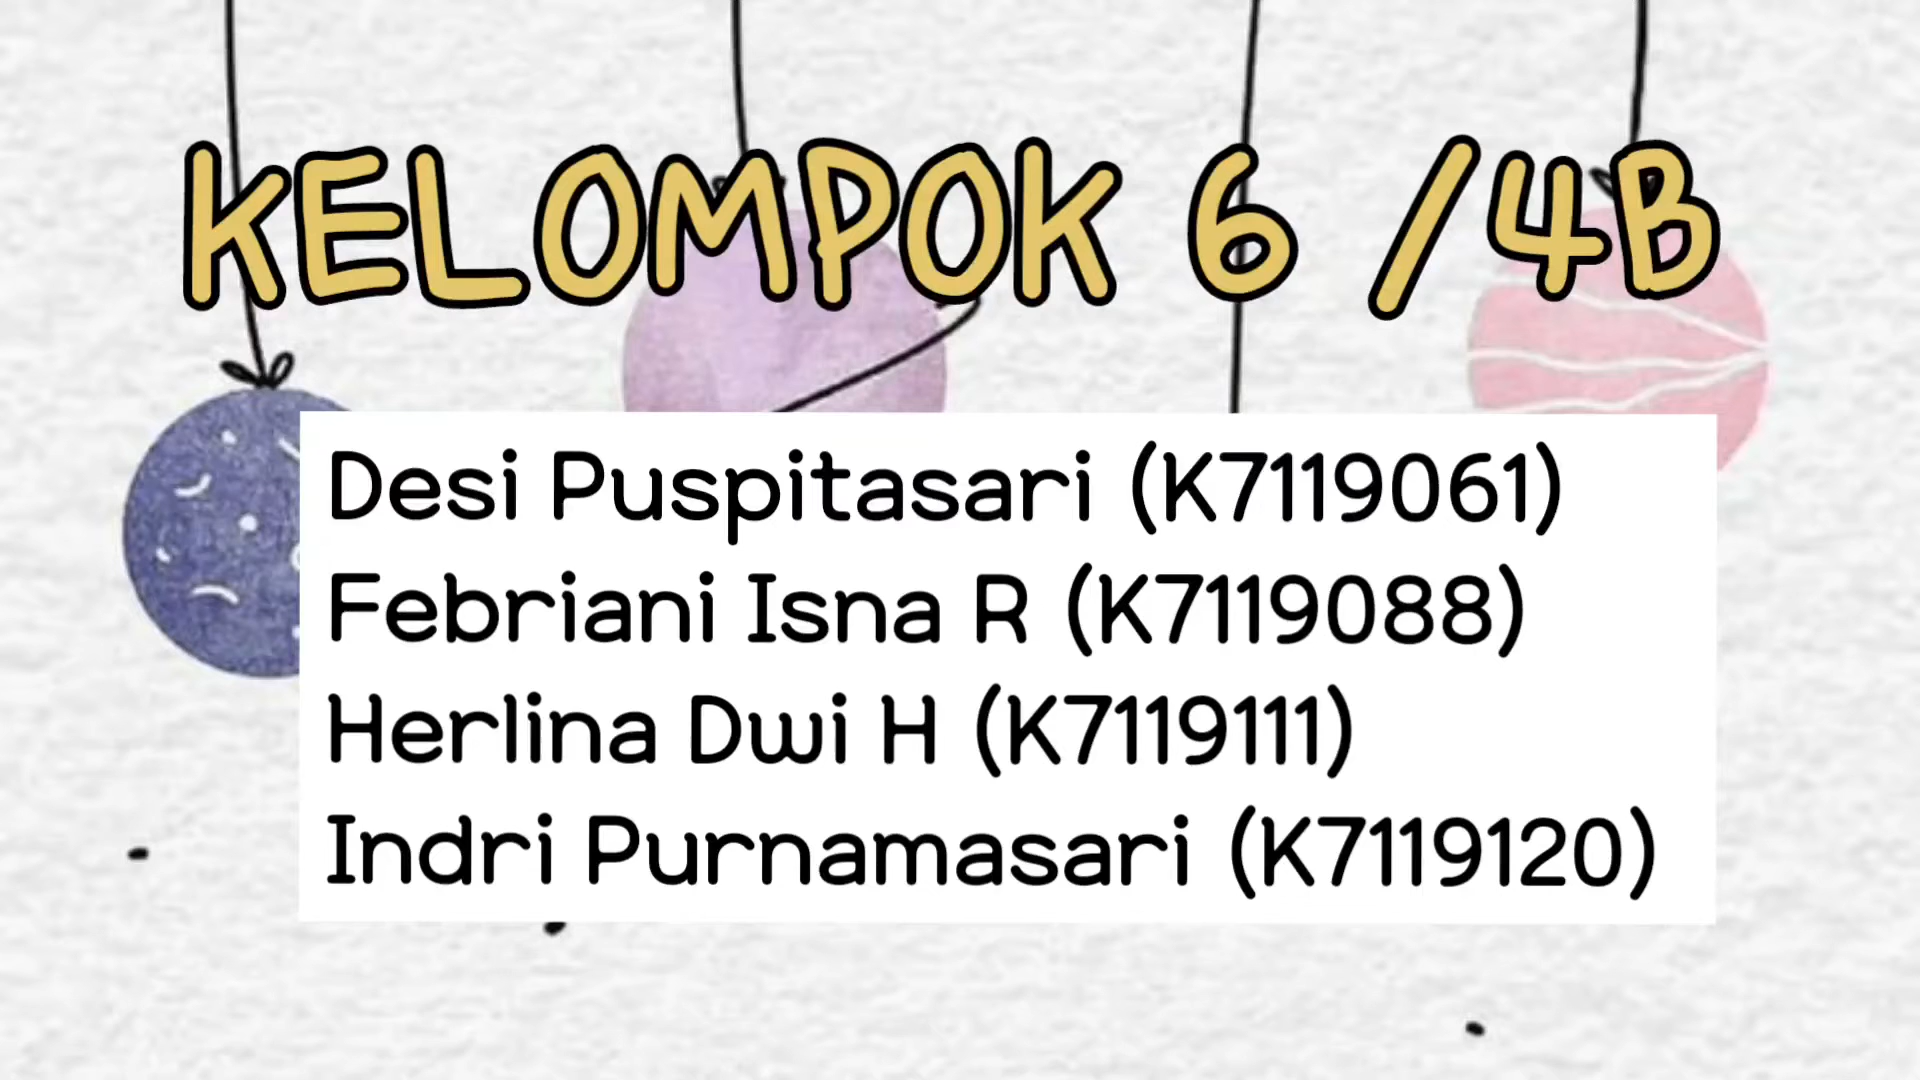 KELOMPOK 6 /4B
Desi Puspitasari (K7119061)
Febriani Isna R (K7119088)
Herlina Dwi H (K7119111)
Indri Purnamasari (K7119120)